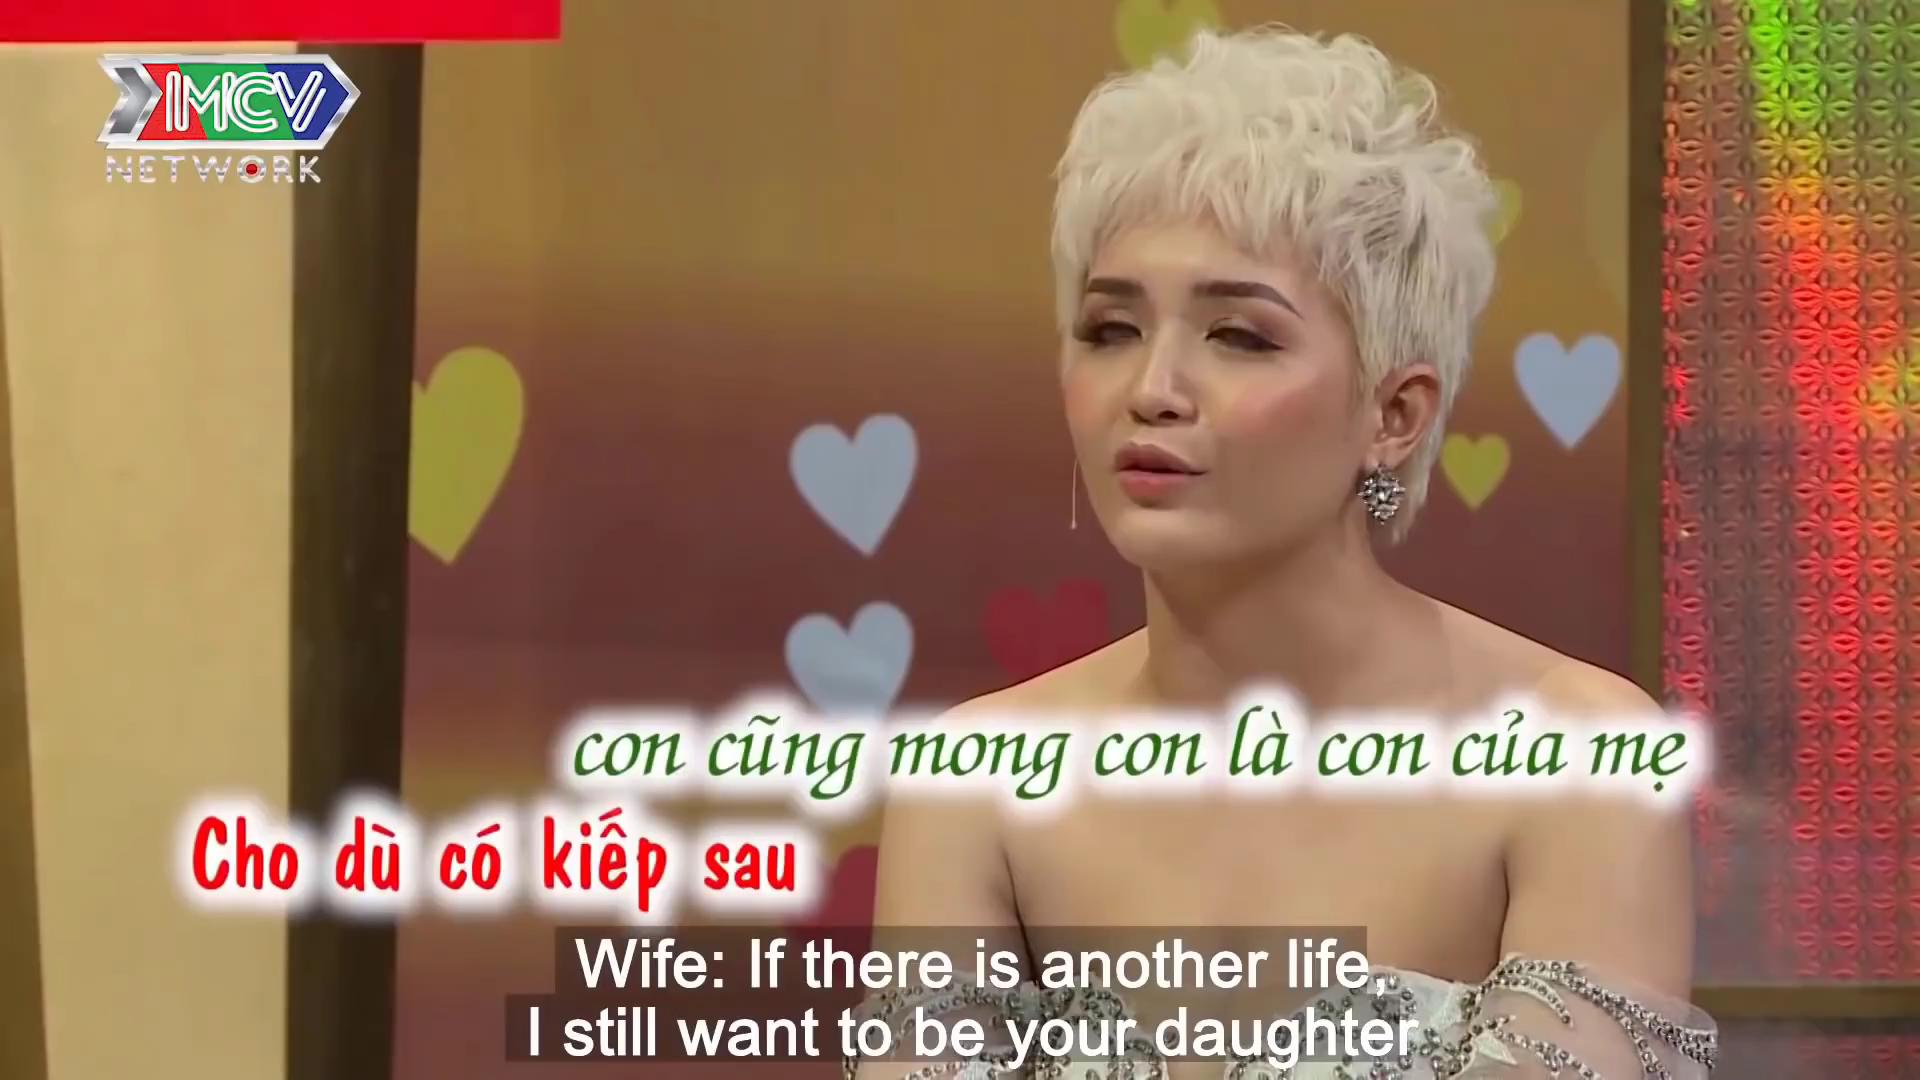 MCV
NETWORK
con cũng mong con là con của mẹ
Cho dù có kiếp sau
Wife: If there is another life,
I still want to be your daughter